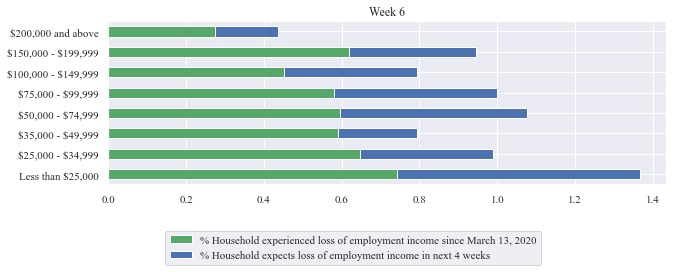 Week 6
$200,000 and above
$150,000 - $199,999
$100,000 - $149,999
$75,000 - $99,999
$50,000 - $74,999
$35,000 - $49,999
$25,000 - $34,999
Less than $25,000
0.0 0.2 0.4 0.6 0.8 1.0 1.2 1.4
% Household experienced loss of employment income since March 13, 2020
% Household expects loss of employment income in next 4 weeks